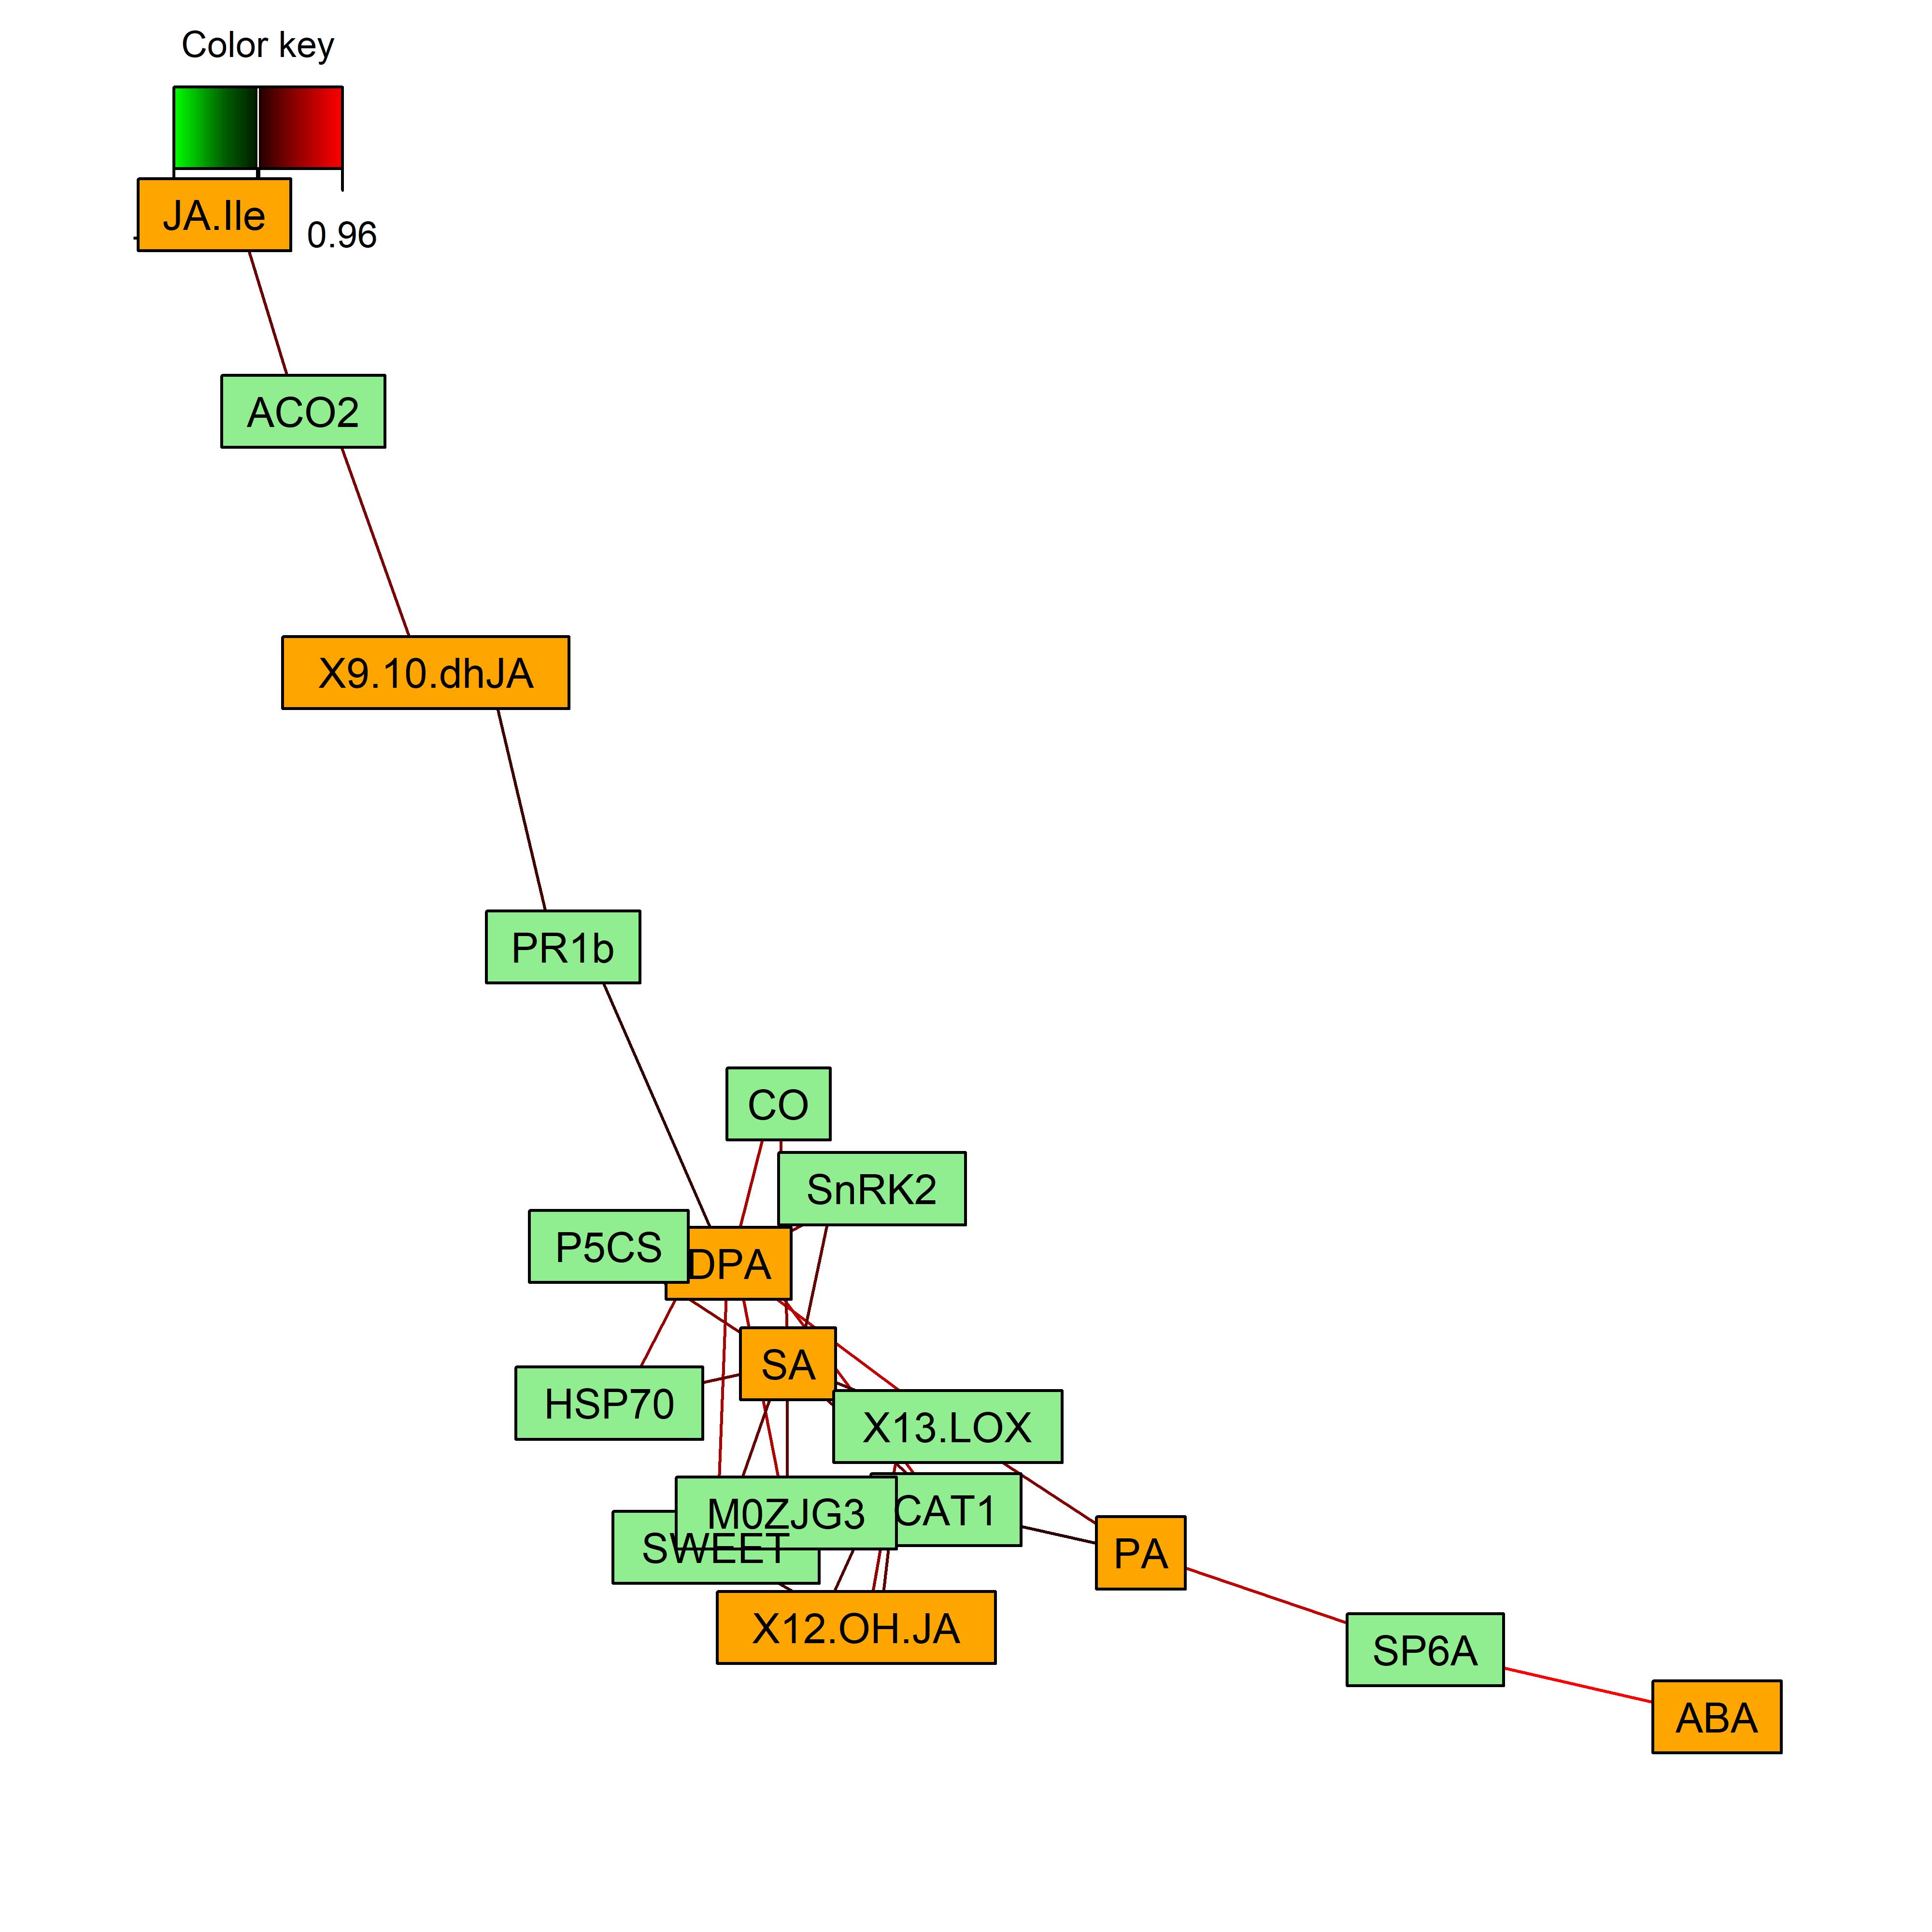 Color key
JA.Ile
0.96
ACO2
X9.10.dhJA
PR1b
CO
SnRK2
P5CS
DPA
SA
HSP70
X13.LOX
M0ZJG3
CAT1
SWEET
PA
X12.OH.JA
SP6A
ABA